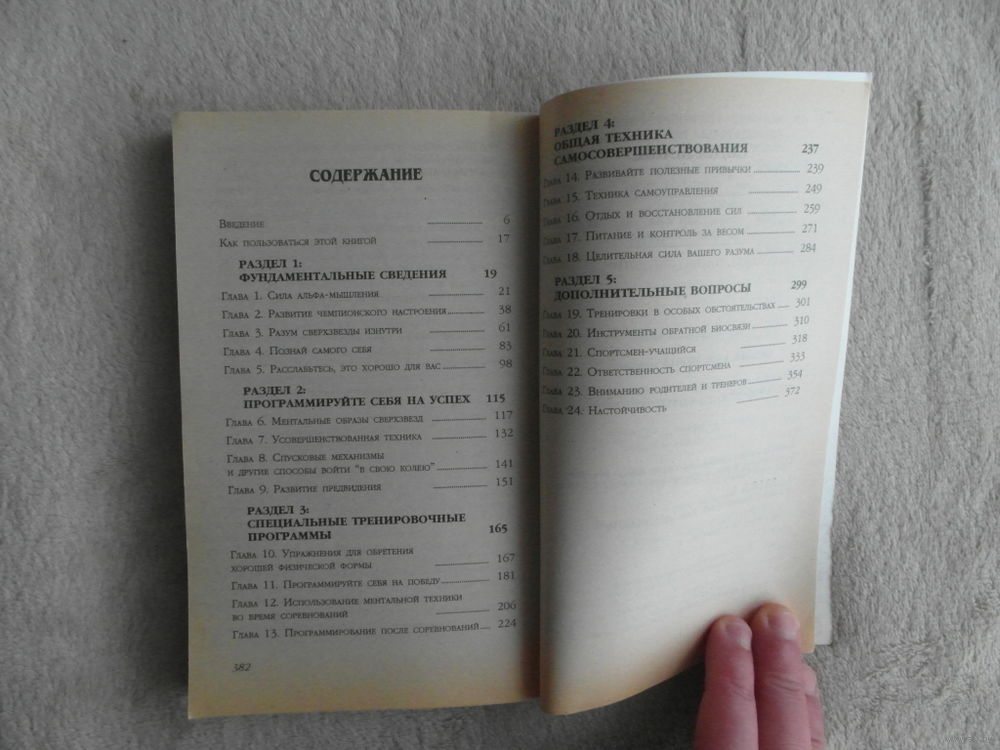 СОДЕРЖАНИЕ
Введение 6
Как пользоваться этой книгой 17
РАЗДЕЛ 1:
ФУНДАМЕНТАЛЬНЫЕ СВЕДЕНИЯ 19
Глава 1. Сила альфа-мышления 21
Глава 2. Развитие чемпионского настроения 38
Глава 3. Разум сверхзвезды изнутри 61
Глава 4. Познай самого себя 83
Глава 5. Расслабьтесь, это хорошо для вас 98
РАЗДЕЛ 2:
ПРОГРАММИРУЙТЕ СЕБЯ НА УСПЕХ 115
Глава 6. Ментальные образы сверхзвезд 117
Глава 7. Усовершенствованная техника 132
Глава 8. Спусковые механизмы
и другие способы войти "в свою колею" 141
Глава 9. Развитие предвидения 151
РАЗДЕЛ 3:
СПЕЦИАЛЬНЫЕ ТРЕНИРОВОЧНЫЕ
ПРОГРАММЫ 165
Глава 10. Упражнения для обретения
хорошей физической формы 167
Глава 11. Программируйте себя на победу 181
Глава 12. Использование ментальной техники
во время соревнований 206
Глава 13. Программирование после соревнований 224
382
РАЗДЕЛ 4:
ОБЩАЯ ТЕХНИКА
САМОСОВЕРШЕНСТВОВАНИЯ 237
Глава 14. Развивайте полезные привычки 239
Глава 15. Техника самоуправления 249
Глава 16. Отдых и восстановление сил 259
Глава 17. Питание и контроль за весом 271
Глава 18. Целительная сила вашего разума 284
РАЗДЕЛ 5:
ДОПОЛНИТЕЛЬНЫЕ ВОПРОСЫ 299
Глава 19. Тренировки в особых обстоятельствах 301
Глава 20. Инструменты обратной биосвязи 310
Глава 21. Спортсмен-учащийся 318
Глава 22. Ответственность спортсмена 333
Глава 23. Вниманию родителей и тренеров 354
Глава 24. Настойчивость 372